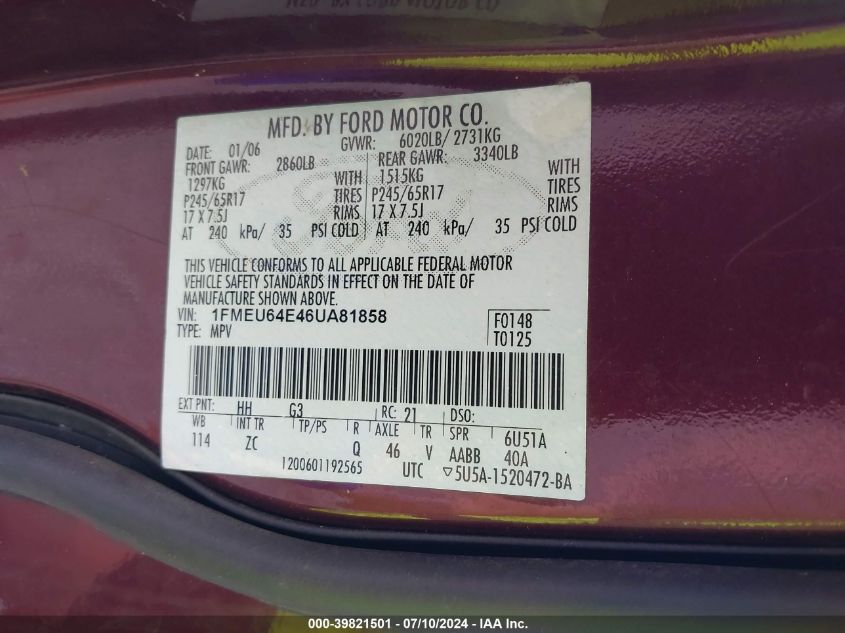 MFD. BY FORD MOTOR CO.
DATE: 01/06 GVWR: 6020LB/ 2731KG
FRONT GAWR: 2860LB REAR GAWR: 3340LB
1297KG WITH 1515KG WITH
P245/65R17 TIRES P245/65R17 TIRES
17 X 7.5J RIMS 17 X 7.5J RIMS
AT 240 kPa/ 35 PSI COLD AT 240 kPa/ 35 PSI COLD
THIS VEHICLE CONFORMS TO ALL APPLICABLE FEDERAL MOTOR
VEHICLE SAFETY STANDARDS IN EFFECT ON THE DATE OF
MANUFACTURE SHOWN ABOVE.
VIN: 1FMEU64E46UA81858 F0148
TYPE: MPV T0125
EXT PNT: HH G3 RC: 21 DSO:
WB INT TR TP/PS R AXLE TR SPR 6U51A
114 ZC Q 46 V AABB 40A
1200601192565 UTC ▽5U5A-1520472-BA
000-39821501 - 07/10/2024 - IAA Inc.